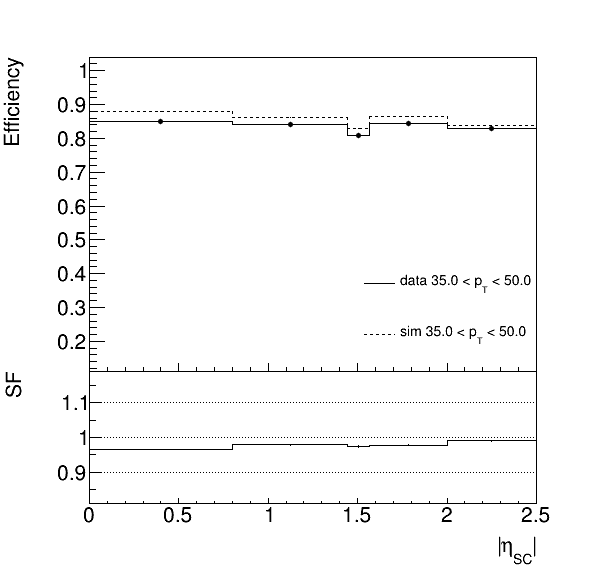 Efficiency
1
0.9
0.8
0.7
0.6
0.5
0.4
0.3
0.2
data 35.0 < p_T < 50.0
sim 35.0 < p_T < 50.0
SF
1.1
1
0.9
0 0.5 1 1.5 2 2.5
|η_SC|